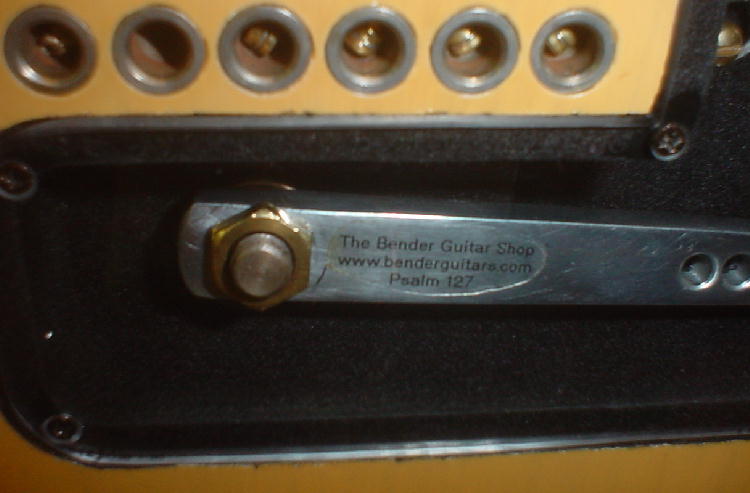 The Bender Guitar Shop
www.benderguitars.com
Psalm 127